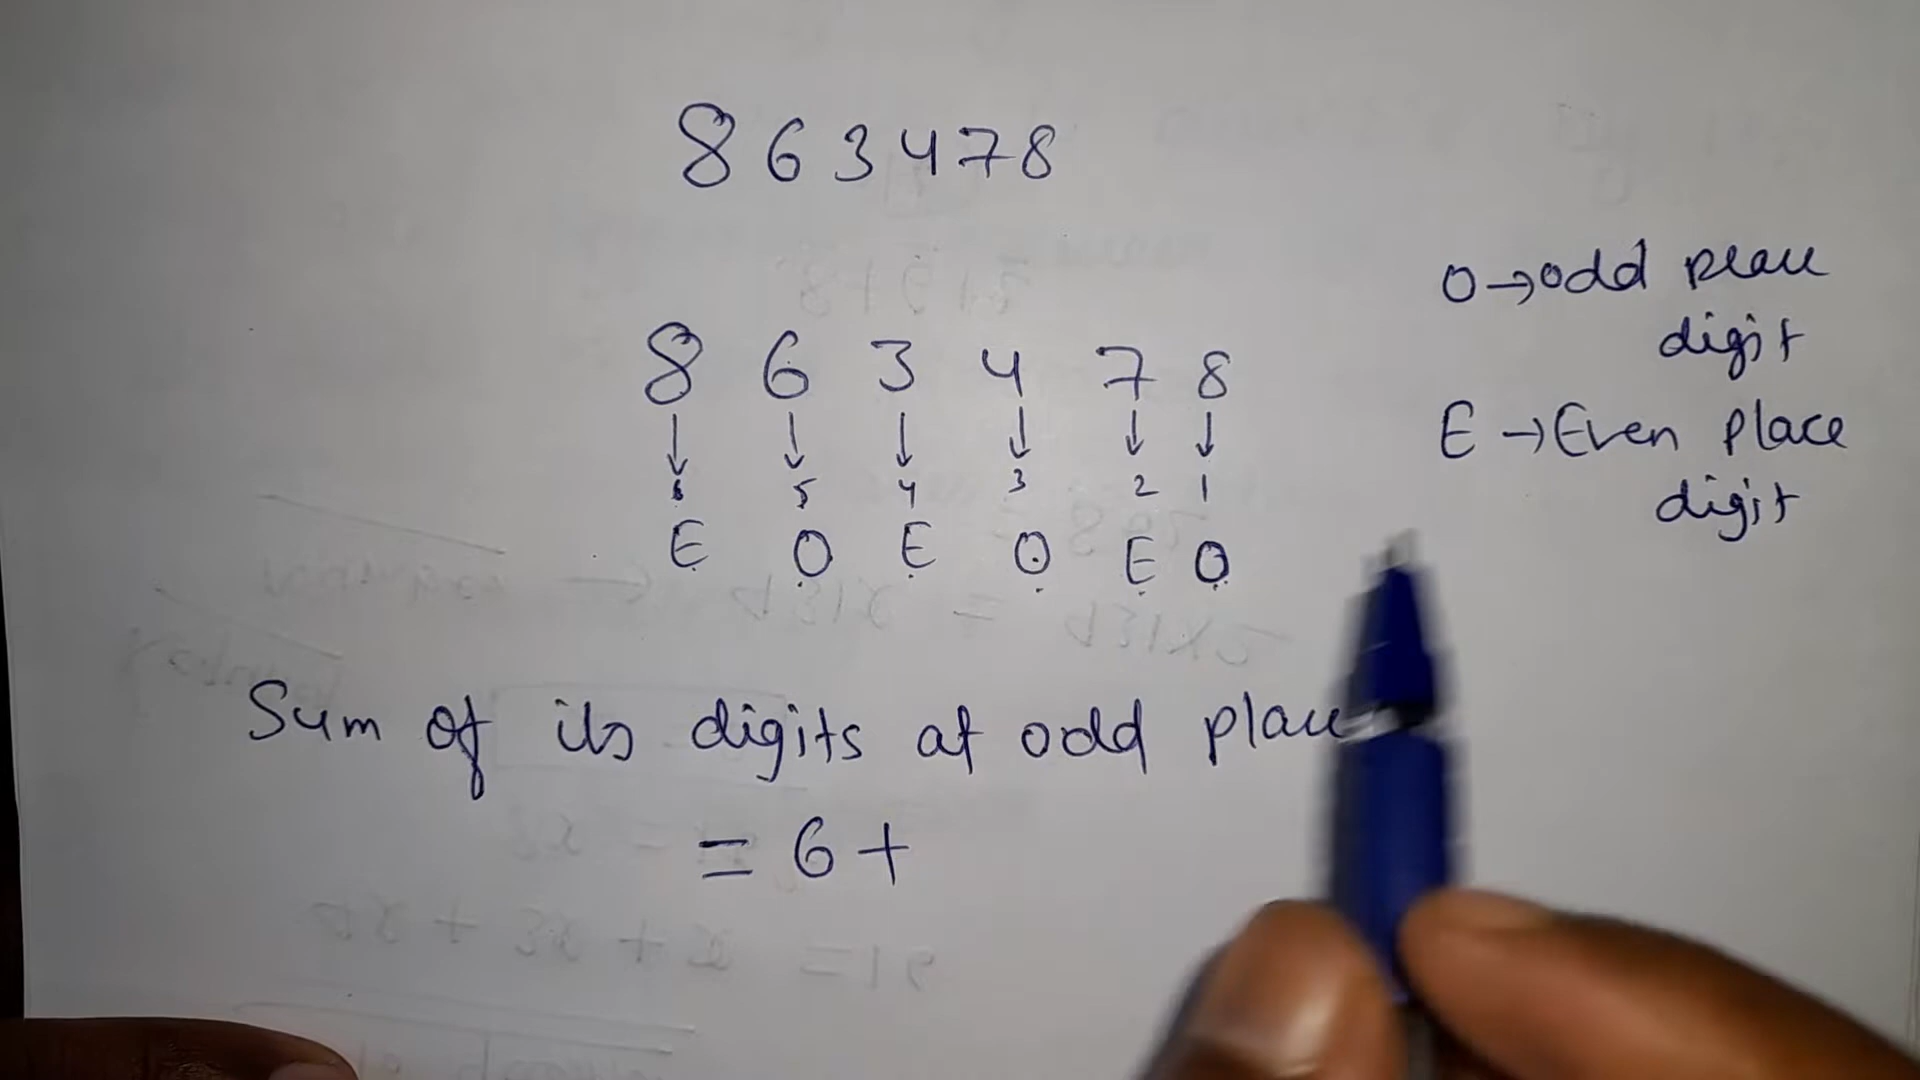 863478
O→odd place
digit
E→Even place
digit
8 6 3 4 7 8
↓ ↓ ↓ ↓ ↓ ↓
6 5 4 3 2 1
E O E O E O
Sum of its digits at odd place
= 6 +